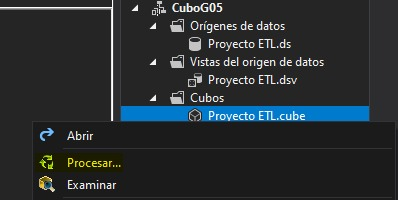 CuboG05
Orígenes de datos
Proyecto ETL.ds
Vistas del origen de datos
Proyecto ETL.dsv
Cubos
Proyecto ETL.cube
Abrir
Procesar...
Examinar